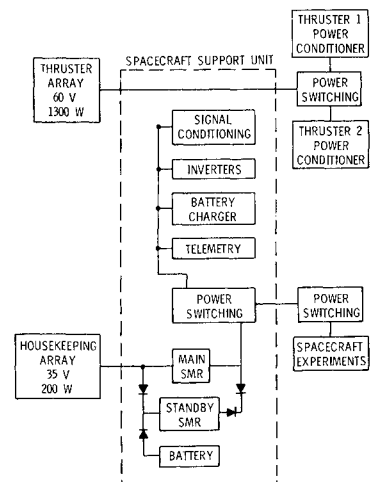 THRUSTER 1
POWER
CONDITIONER
SPACECRAFT SUPPORT UNIT
THRUSTER
ARRAY
60 V
1300 W
POWER
SWITCHING
THRUSTER 2
POWER
CONDITIONER
SIGNAL
CONDITIONING
INVERTERS
BATTERY
CHARGER
TELEMETRY
POWER
SWITCHING
POWER
SWITCHING
SPACECRAFT
EXPERIMENTS
HOUSEKEEPING
ARRAY
35 V
200 W
MAIN
SMR
STANDBY
SMR
BATTERY